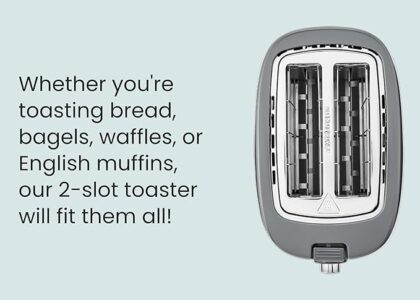 Whether you're
toasting bread,
bagels, waffles, or
English muffins,
our 2-slot toaster
will fit them all!